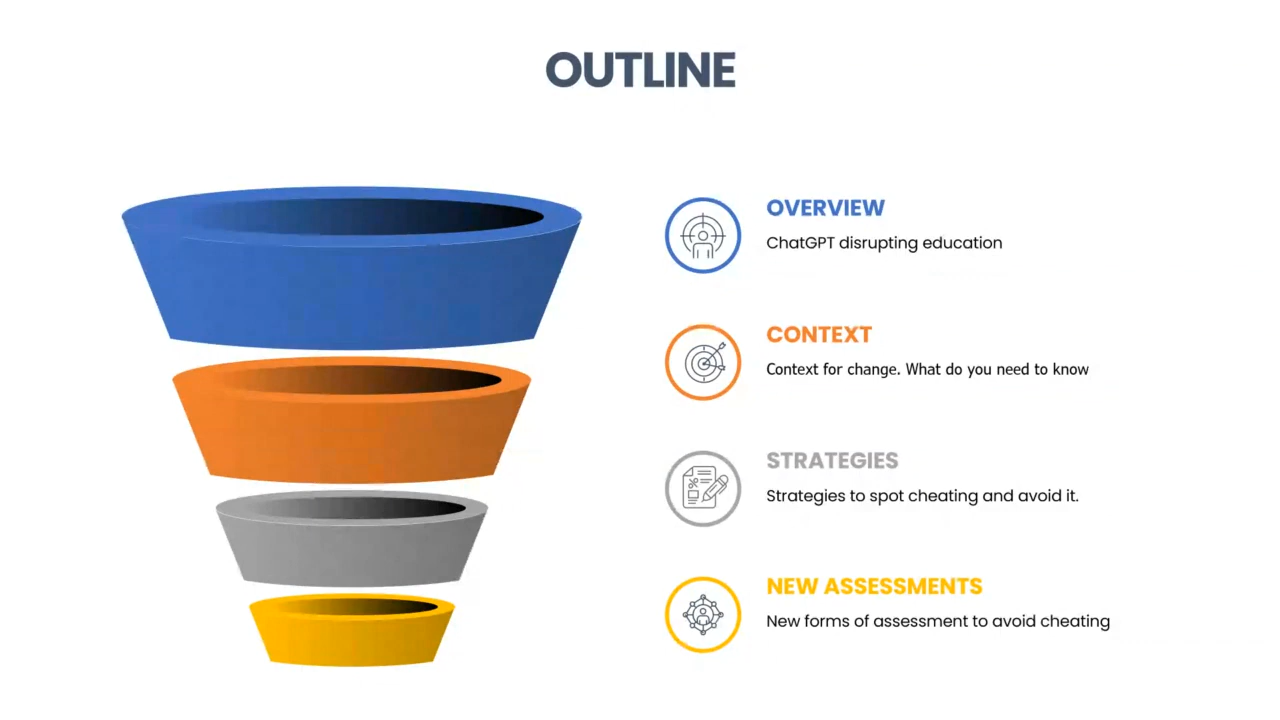 OUTLINE
OVERVIEW
ChatGPT disrupting education
CONTEXT
Context for change. What do you need to know
STRATEGIES
Strategies to spot cheating and avoid it.
NEW ASSESSMENTS
New forms of assessment to avoid cheating